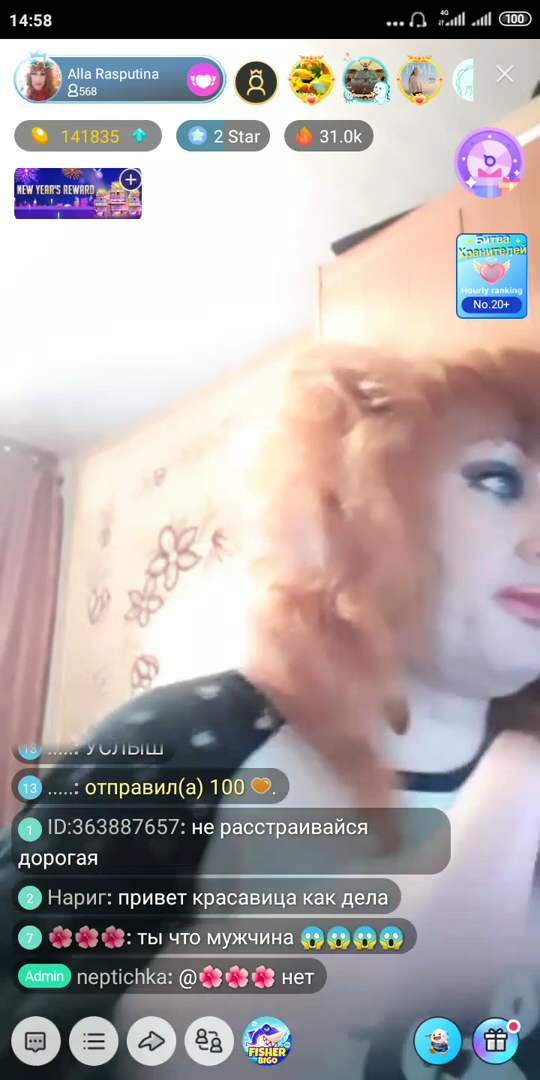 14:58
4G
100
Alla Rasputina
568
141835
2 Star
31.0k
NEW YEAR'S REWARD
Битва
Хранителей
Hourly ranking
No.20+
13 .....: УСЛЫШ
13 .....: отправил(а) 100 🧡.
1 ID:363887657: не расстраивайся
дорогая
2 Нариг: привет красавица как дела
7 🌺🌺🌺: ты что мужчина 😱😱😱😱
Admin neptichka: @🌺🌺🌺 нет
FISHER
BIGO